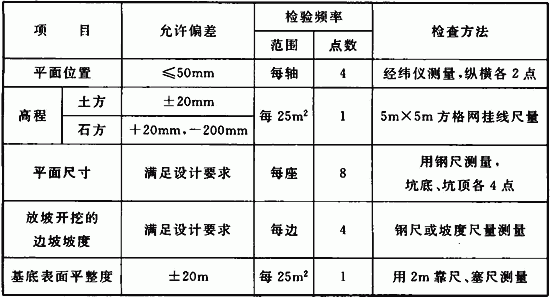 项 目 允许偏差 检验频率 检查方法
范围 点数
平面位置 ≤50mm 每轴 4 经纬仪测量,纵横各2点
高程 土方 ±20mm 每25m² 1 5m×5m方格网挂线尺量
石方 +20mm,-200mm
平面尺寸 满足设计要求 每座 8 用钢尺测量,
坑底、坑顶各4点
放坡开挖的
边坡坡度 满足设计要求 每边 4 钢尺或坡度尺量测量
基底表面平整度 ±20m 每25m² 1 用2m靠尺、塞尺测量